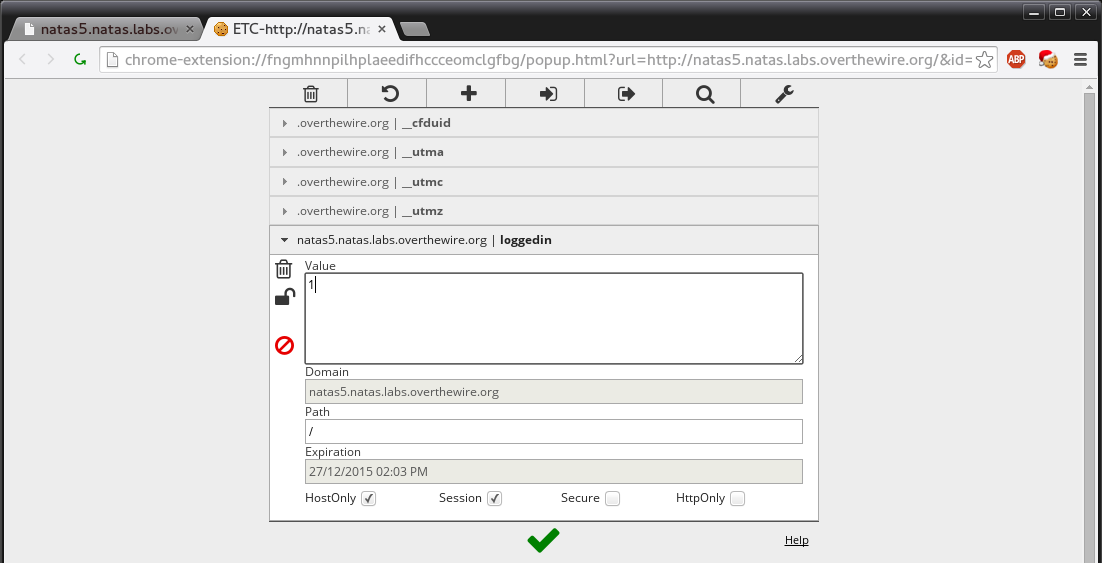 natas5.natas.labs.ov
ETC-http://natas5.na
chrome-extension://fngmhnnpilhplaeedifhccceomclgfbg/popup.html?url=http://natas5.natas.labs.overthewire.org/&id=
ABP
.overthewire.org | __cfduid
.overthewire.org | __utma
.overthewire.org | __utmc
.overthewire.org | __utmz
natas5.natas.labs.overthewire.org | loggedin
Value
1
Domain
natas5.natas.labs.overthewire.org
Path
/
Expiration
27/12/2015 02:03 PM
HostOnly Session Secure HttpOnly
Help